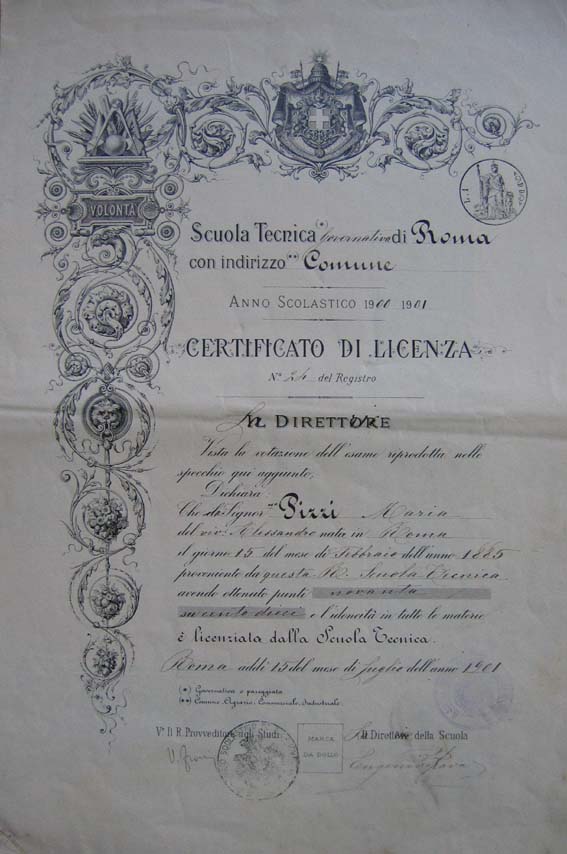 VOLONTÀ
Scuola Tecnica Governativa di Roma
con indirizzo (**) Comune
ANNO SCOLASTICO 1900 - 1901
CERTIFICATO DI LICENZA
N.º 24 del Registro
DIRETT
Vista la votazione dell'esame riprodotta nello
specchio qui aggiunto,
Dichiara
Che la Signor.na Pizzi Maria
del viv. Alessandro nata in Roma
il giorno 15 del mese di Febbraio dell'anno 1885
proveniente da questa R. Scuola Tecnica
avendo ottenuto punti novanta
su cento dieci e l'idoneità in tutte le materie
è licenziata dalla Scuola Tecnica.
Roma addì 15 del mese di luglio dell'anno 1901
(*) Governativa o pareggiata
(**) Comune, Agrario, Commerciale, Industriale.
Vº Il R. Provveditore agli Studi
MARCA
DA BOLLO
della Scuola